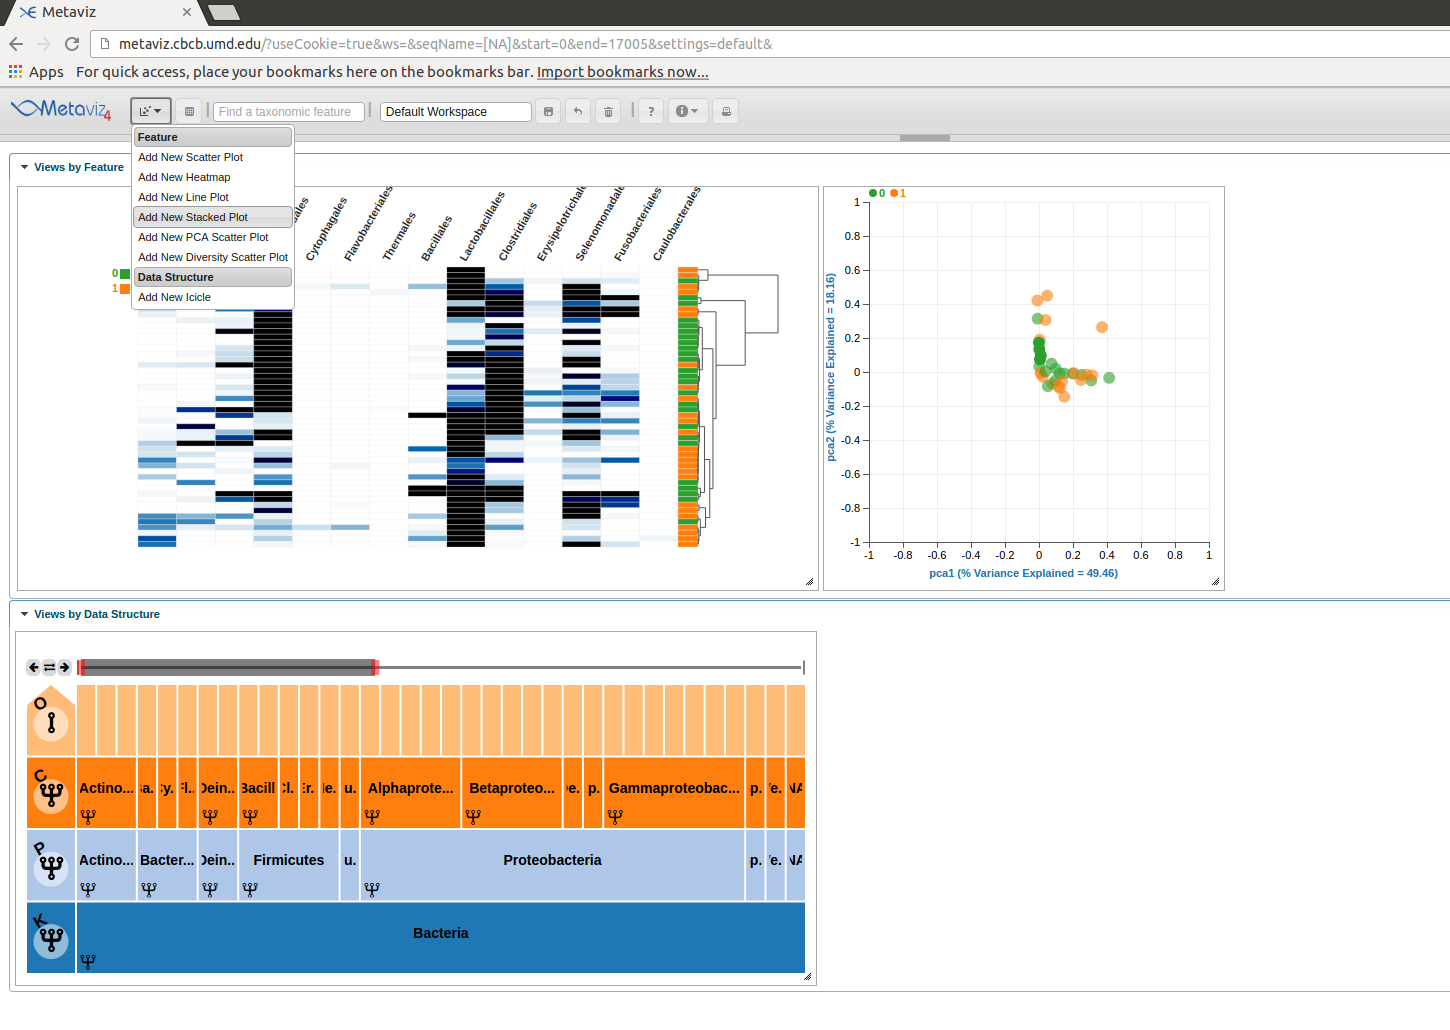 Metaviz
metaviz.cbcb.umd.edu/?useCookie=true&ws=&seqName=[NA]&start=0&end=17005&settings=default&
Apps For quick access, place your bookmarks here on the bookmarks bar. Import bookmarks now...
Metaviz4 Find a taxonomic feature Default Workspace ?
Feature
Add New Scatter Plot
Add New Heatmap
Add New Line Plot
Add New Stacked Plot
Add New PCA Scatter Plot
Add New Diversity Scatter Plot
Data Structure
Add New Icicle
Views by Feature
Cytophagales
Flavobacteriales
Thermales
Bacillales
Lactobacillales
Clostridiales
Erysipelotrichale
Selenomonadale
Fusobacteriales
Caulobacterales
0
1
0 1
1
0.8
0.6
0.4
0.2
0
-0.2
-0.4
-0.6
-0.8
-1
pca2 (% Variance Explained = 18.16)
-1 -0.8 -0.6 -0.4 -0.2 0 0.2 0.4 0.6 0.8 1
pca1 (% Variance Explained = 49.46)
Views by Data Structure
O
C Actino... Dein.. Bacill Alphaprote... Betaproteo... Gammaproteobac... p. NA
P Actino... Bacter... Dein.. Firmicutes u. Proteobacteria p. NA
K Bacteria